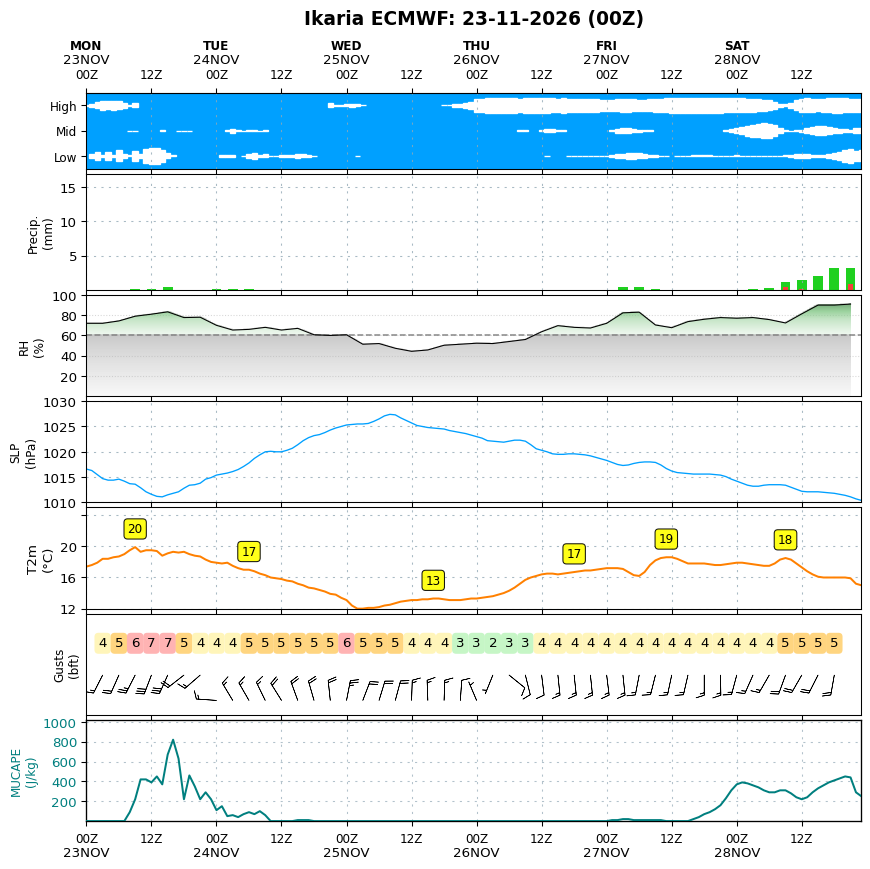 Ikaria ECMWF: 23-11-2026 (00Z)
MON TUE WED THU FRI SAT
23NOV 24NOV 25NOV 26NOV 27NOV 28NOV
00Z 12Z 00Z 12Z 00Z 12Z 00Z 12Z 00Z 12Z 00Z 12Z
High
Mid
Low
Precip.
(mm)
15
10
5
RH
(%)
100
80
60
40
20
SLP
(hPa)
1030
1025
1020
1015
1010
T2m
(°C)
20
16
12
20 17 13 17 19 18
Gusts
(bft)
4 5 6 7 7 5 4 4 4 5 5 5 5 5 5 6 5 5 5 4 4 4 3 3 2 3 3 4 4 4 4 4 4 4 4 4 4 4 4 4 4 4 5 5 5 5
MUCAPE
(J/kg)
1000
800
600
400
200
00Z 12Z 00Z 12Z 00Z 12Z 00Z 12Z 00Z 12Z 00Z 12Z
23NOV 24NOV 25NOV 26NOV 27NOV 28NOV